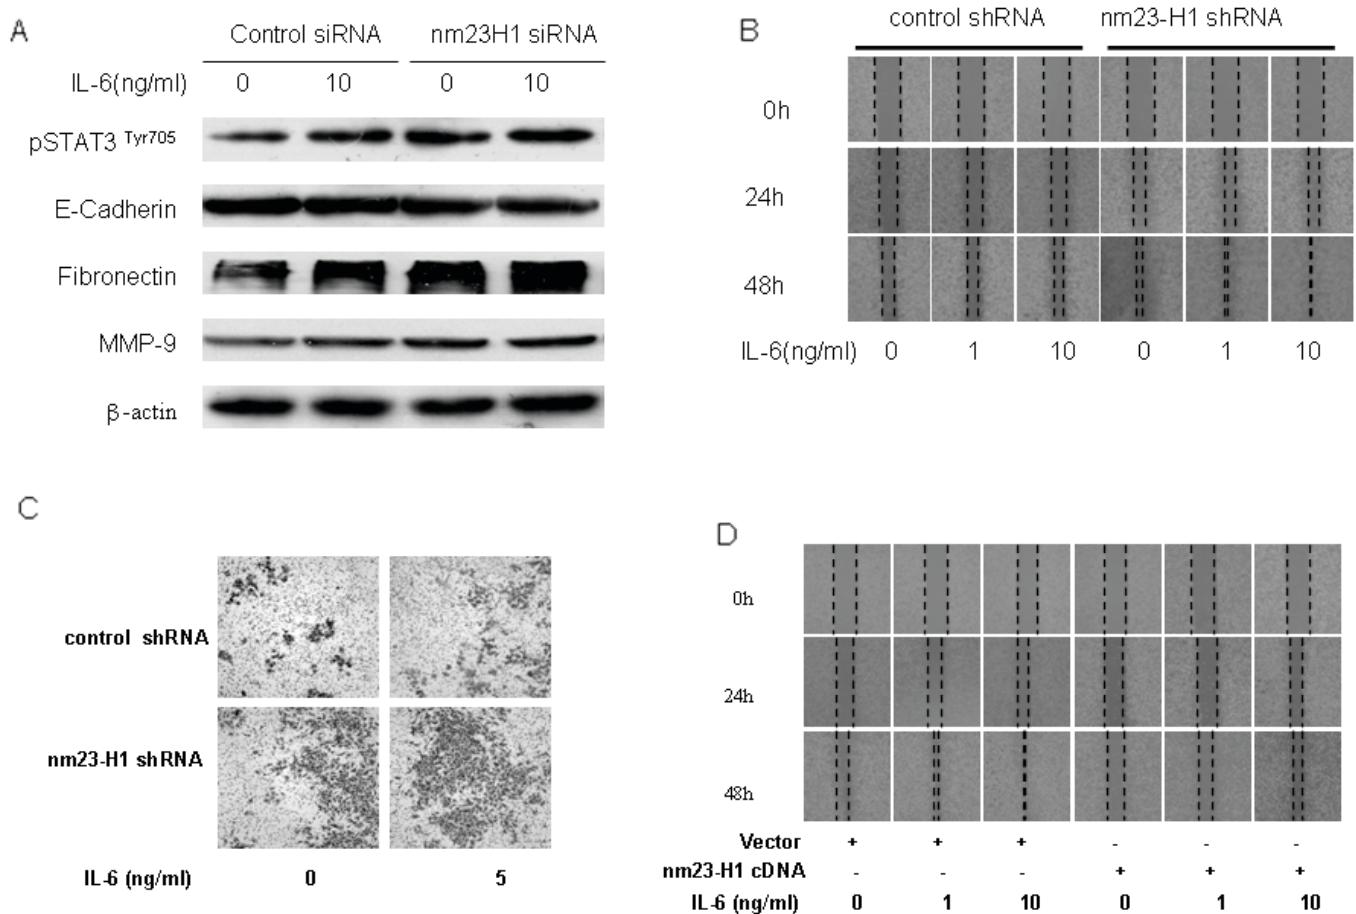 A
Control siRNA nm23H1 siRNA
IL-6(ng/ml) 0 10 0 10
pSTAT3 Tyr705
E-Cadherin
Fibronectin
MMP-9
β-actin
B
control shRNA nm23-H1 shRNA
0h
24h
48h
IL-6(ng/ml) 0 1 10 0 1 10
C
control shRNA
nm23-H1 shRNA
IL-6 (ng/ml) 0 5
D
0h
24h
48h
Vector + + + - - -
nm23-H1 cDNA - - - + + +
IL-6 (ng/ml) 0 1 10 0 1 10